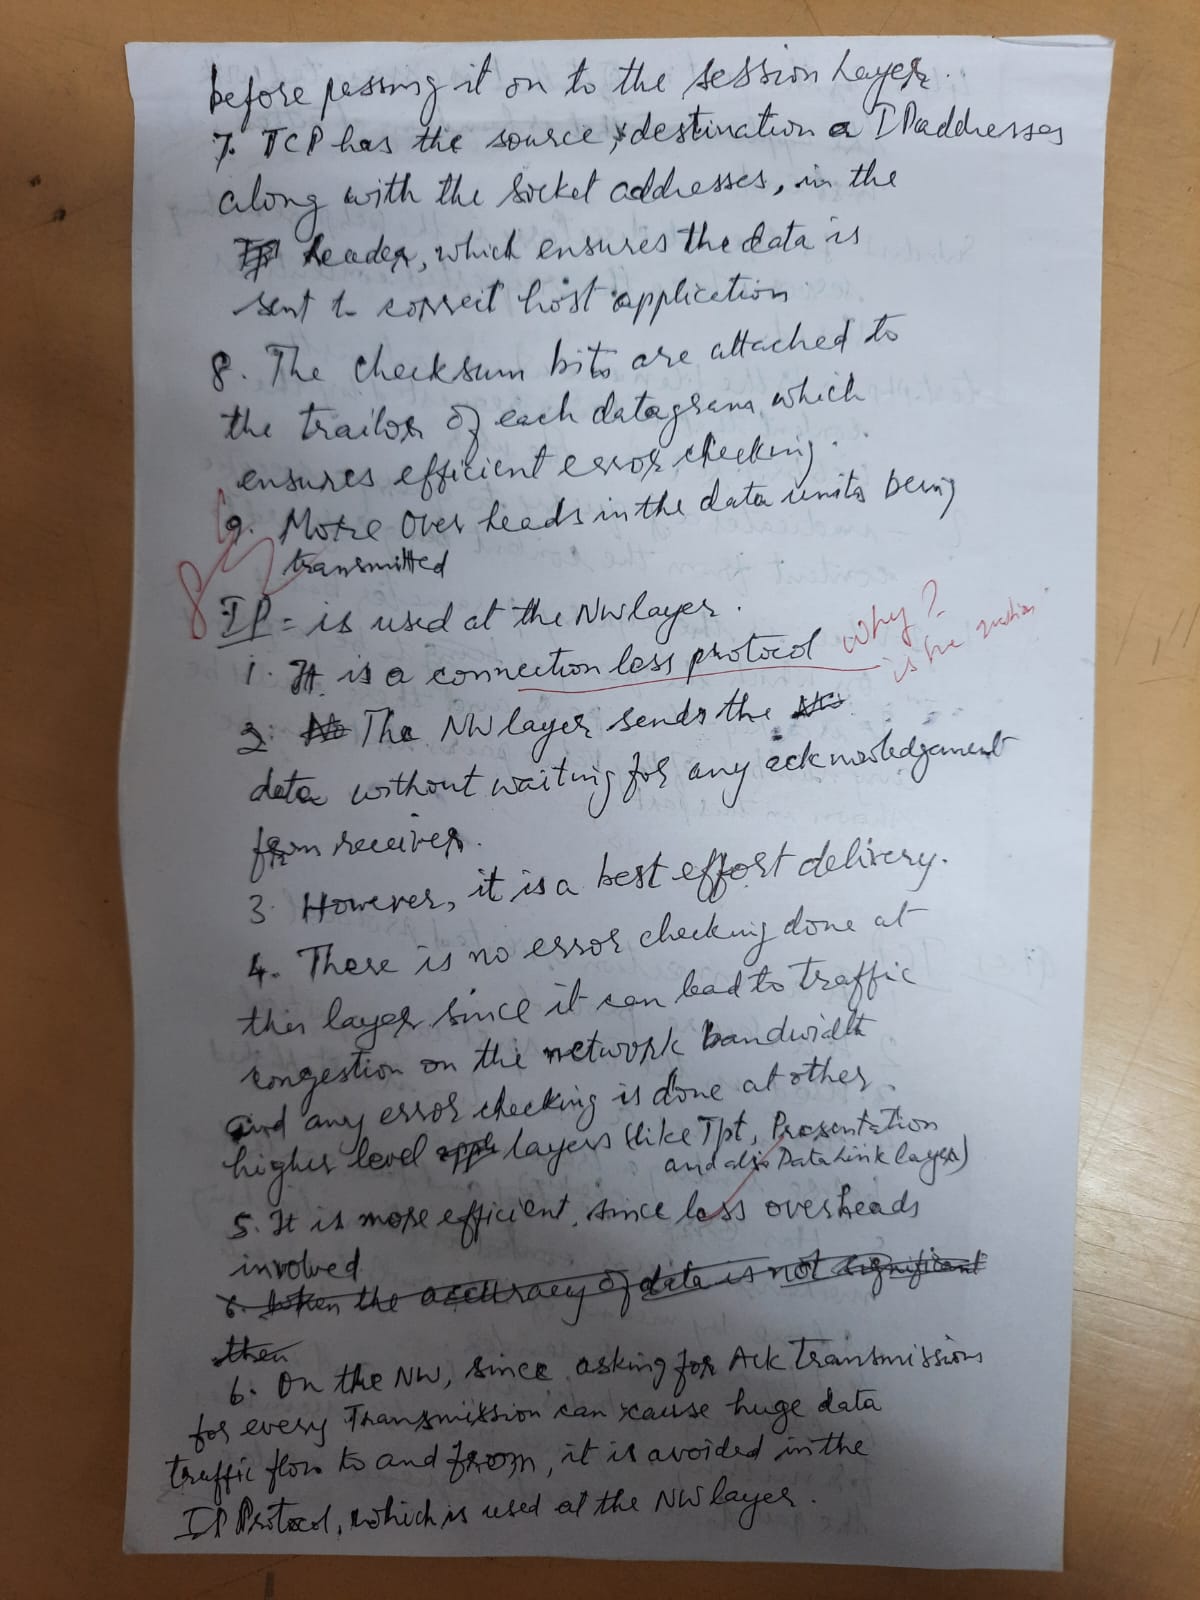 before passing it on to the session layer.
7. TCP has the source & destination a IP addresses
along with the socket addresses, in the
header, which ensures the data is
sent to correct host application
8. The checksum bits are attached to
the trailor of each datagram which
ensures efficient error checking.
9. More Over heads in the data units being
transmitted
IP = is used at the NW layer.
1. It is a connection less protocol why?
is the question
2. The NW layer sends the
data without waiting for any acknowledgement
from receiver.
3. However, it is a best effort delivery.
4. There is no error checking done at
this layer since it can lead to traffic
congestion on the network bandwidth
and any error checking is done at other
higher level layers (like Tpt, Presentation
and also Data Link layer)
5. It is more efficient, since less overheads
involved
6. When the accuracy of data is not significant
then
6. On the NW, since asking for Ack transmissions
for every Transmission can cause huge data
traffic flow to and from, it is avoided in the
IP Protocol, which is used at the NW layer.